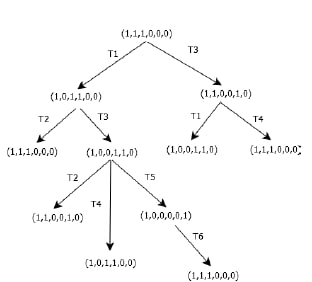 (1,1,1,0,0,0)
T1 T3
(1,0,1,1,0,0) (1,1,0,0,1,0)
T2 T3 T1 T4
(1,1,1,0,0,0) (1,0,0,1,1,0) (1,0,0,1,1,0) (1,1,1,0,0,0)
T2 T4 T5
(1,1,0,0,1,0) (1,0,0,0,0,1)
T6
(1,0,1,1,0,0) (1,1,1,0,0,0)